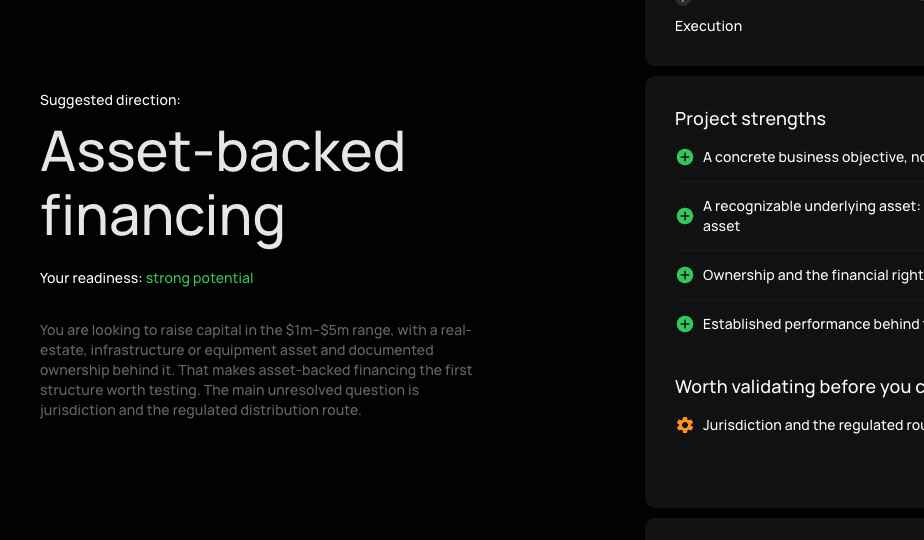 Suggested direction:
Asset-backed
financing
Your readiness: strong potential
You are looking to raise capital in the $1m–$5m range, with a real-
estate, infrastructure or equipment asset and documented
ownership behind it. That makes asset-backed financing the first
structure worth testing. The main unresolved question is
jurisdiction and the regulated distribution route.
Execution
Project strengths
A concrete business objective,
A recognizable underlying asset:
asset
Ownership and the financial
Established performance behind
Worth validating before you
Jurisdiction and the regulated